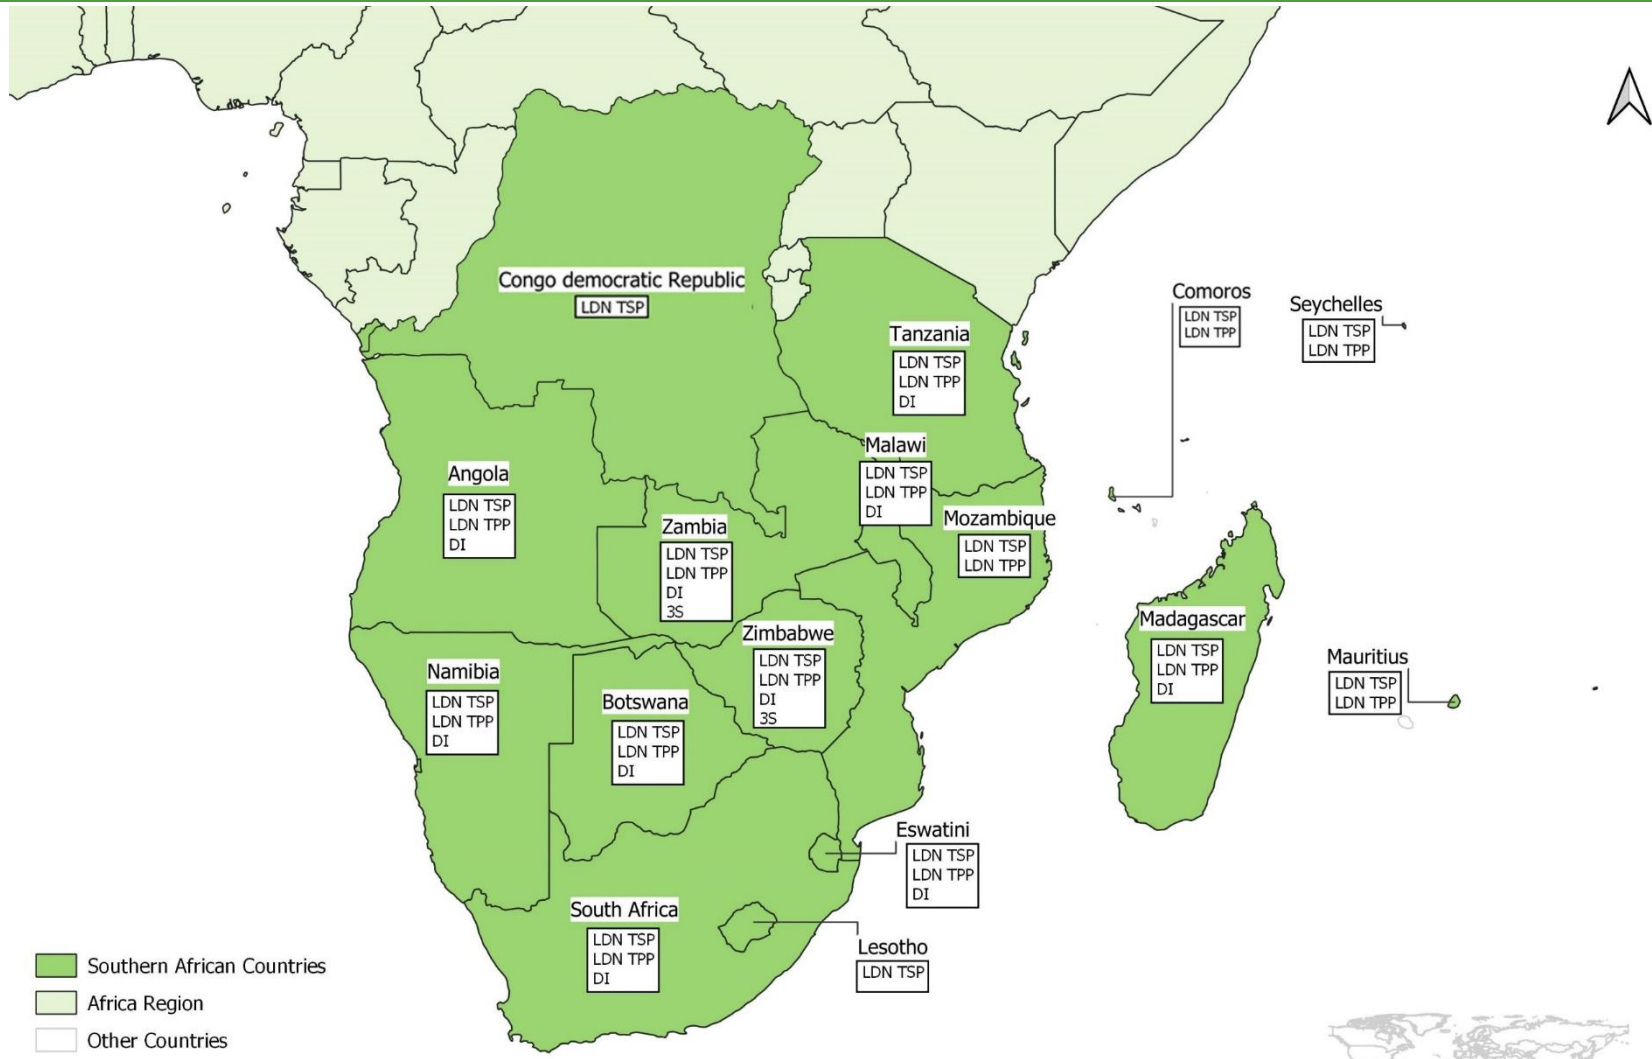 Congo democratic Republic
LDN TSP
Comoros
LDN TSP
LDN TPP
Seychelles
LDN TSP
LDN TPP
Tanzania
LDN TSP
LDN TPP
DI
Malawi
LDN TSP
LDN TPP
DI
Angola
LDN TSP
LDN TPP
DI
Zambia
LDN TSP
LDN TPP
DI
3S
Mozambique
LDN TSP
LDN TPP
Madagascar
LDN TSP
LDN TPP
DI
Zimbabwe
LDN TSP
LDN TPP
DI
3S
Mauritius
LDN TSP
LDN TPP
Namibia
LDN TSP
LDN TPP
DI
Botswana
LDN TSP
LDN TPP
DI
Eswatini
LDN TSP
LDN TPP
DI
South Africa
LDN TSP
LDN TPP
DI
Lesotho
LDN TSP
Southern African Countries
Africa Region
Other Countries